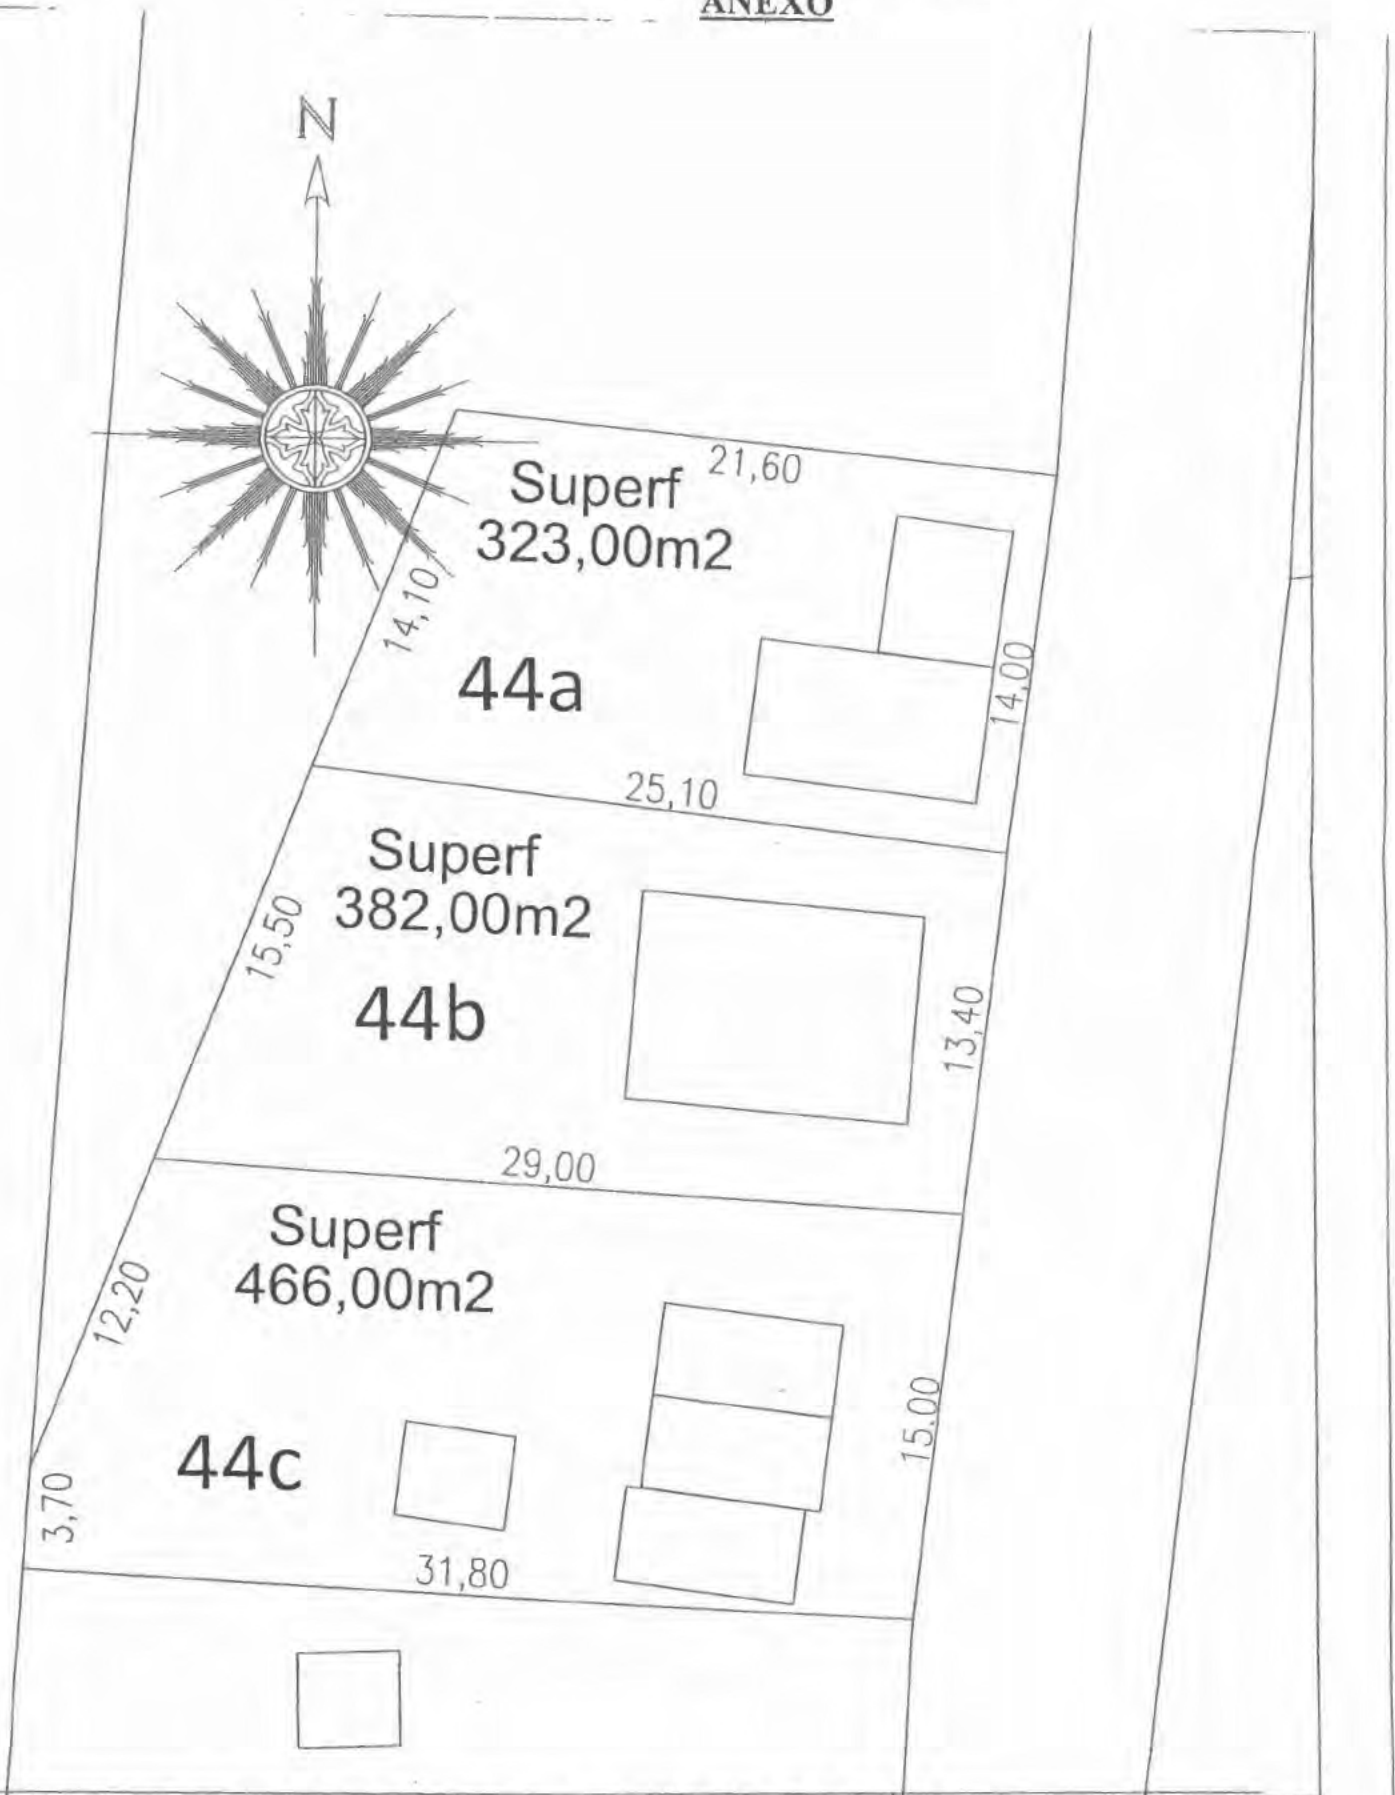 ANEXO
N
21,60
Superf
323,00m2
14,10
44a
14,00
25,10
Superf
382,00m2
15,50
44b
13,40
29,00
Superf
466,00m2
12,20
15.00
44c
3,70
31,80